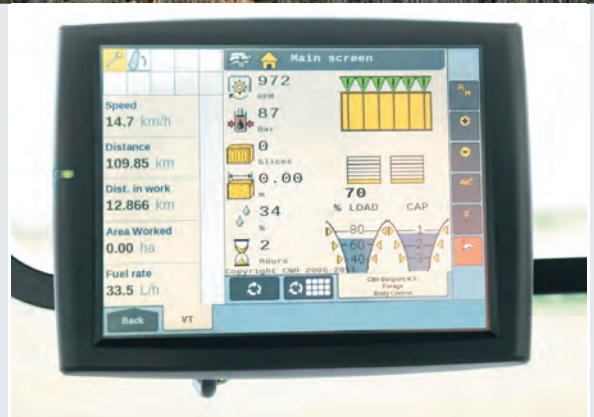 Main screen
Speed
14.7 km/h
Distance
109.85 km
Dist. in work
12.866 km
Area Worked
0.00 ha
Fuel rate
33.5 L/h
Back
VT
972
RPM
87
Bar
0
Slices
0.00
m
34
%
2
Hours
Copyright CNH 2006-
70
% LOAD
CAP
80
60
40
1
2
3
CNH Belgium N.V.
Forage
Body Control